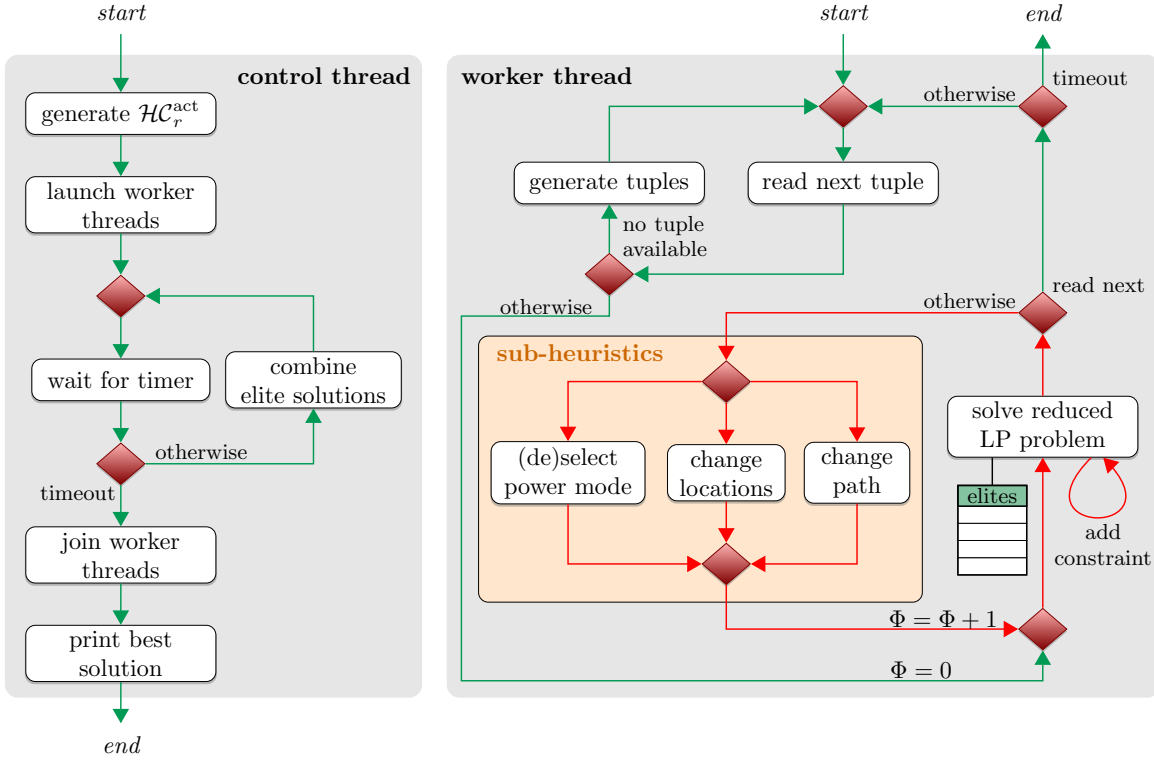 start
control thread
generate $\mathcal{HC}_r^{\text{act}}$
launch worker
threads
wait for timer
combine
elite solutions
otherwise
timeout
join worker
threads
print best
solution
end
start
end
worker thread
timeout
otherwise
generate tuples
read next tuple
no tuple
available
otherwise
read next
otherwise
sub-heuristics
(de)select
power mode
change
locations
change
path
solve reduced
LP problem
elites
add
constraint
Φ = Φ + 1
Φ = 0